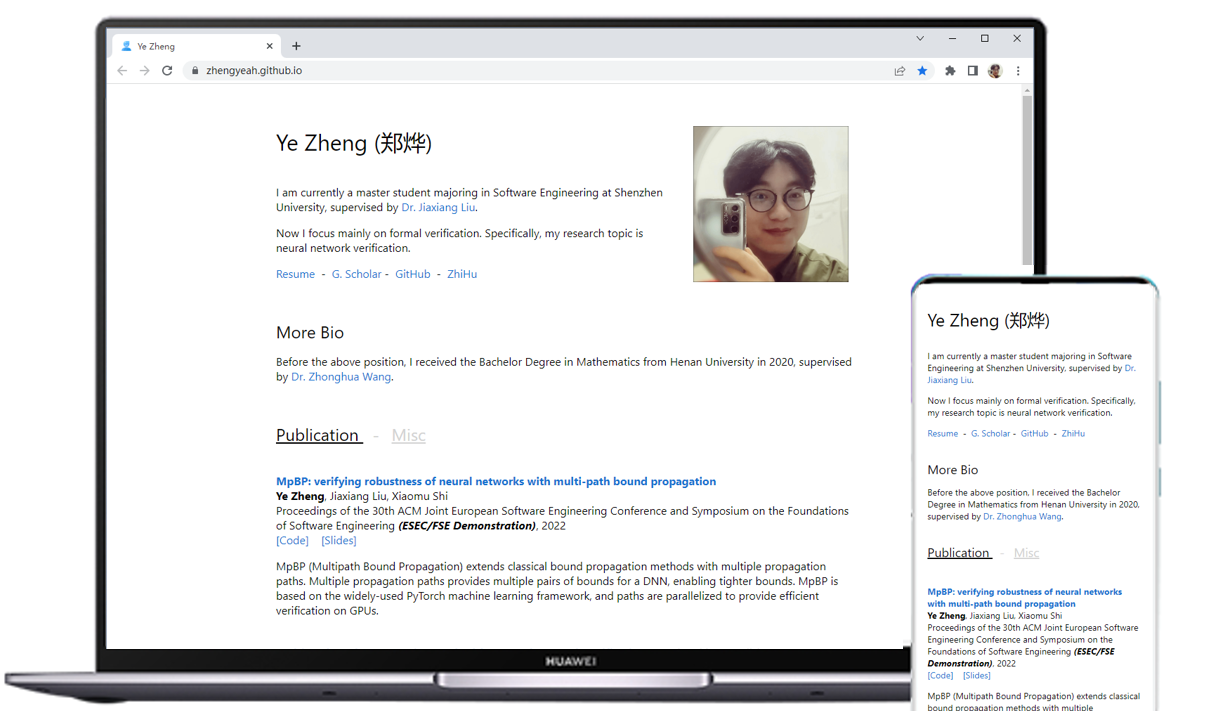 Ye Zheng
zhengyeah.github.io
Ye Zheng (郑烨)
I am currently a master student majoring in Software Engineering at Shenzhen
University, supervised by Dr. Jiaxiang Liu.
Now I focus mainly on formal verification. Specifically, my research topic is
neural network verification.
Resume - G. Scholar - GitHub - ZhiHu
More Bio
Before the above position, I received the Bachelor Degree in Mathematics from Henan University in 2020, supervised
by Dr. Zhonghua Wang.
Publication - Misc
MpBP: verifying robustness of neural networks with multi-path bound propagation
Ye Zheng, Jiaxiang Liu, Xiaomu Shi
Proceedings of the 30th ACM Joint European Software Engineering Conference and Symposium on the Foundations
of Software Engineering (ESEC/FSE Demonstration), 2022
[Code] [Slides]
MpBP (Multipath Bound Propagation) extends classical bound propagation methods with multiple propagation
paths. Multiple propagation paths provides multiple pairs of bounds for a DNN, enabling tighter bounds. MpBP is
based on the widely-used PyTorch machine learning framework, and paths are parallelized to provide efficient
verification on GPUs.
HUAWEI
Ye Zheng (郑烨)
I am currently a master student majoring in Software
Engineering at Shenzhen University, supervised by Dr.
Jiaxiang Liu.
Now I focus mainly on formal verification. Specifically,
my research topic is neural network verification.
Resume - G. Scholar - GitHub - ZhiHu
More Bio
Before the above position, I received the Bachelor
Degree in Mathematics from Henan University in 2020,
supervised by Dr. Zhonghua Wang.
Publication - Misc
MpBP: verifying robustness of neural networks
with multi-path bound propagation
Ye Zheng, Jiaxiang Liu, Xiaomu Shi
Proceedings of the 30th ACM Joint European Software
Engineering Conference and Symposium on the
Foundations of Software Engineering (ESEC/FSE
Demonstration), 2022
[Code] [Slides]
MpBP (Multipath Bound Propagation) extends classical
bound propagation methods with multiple